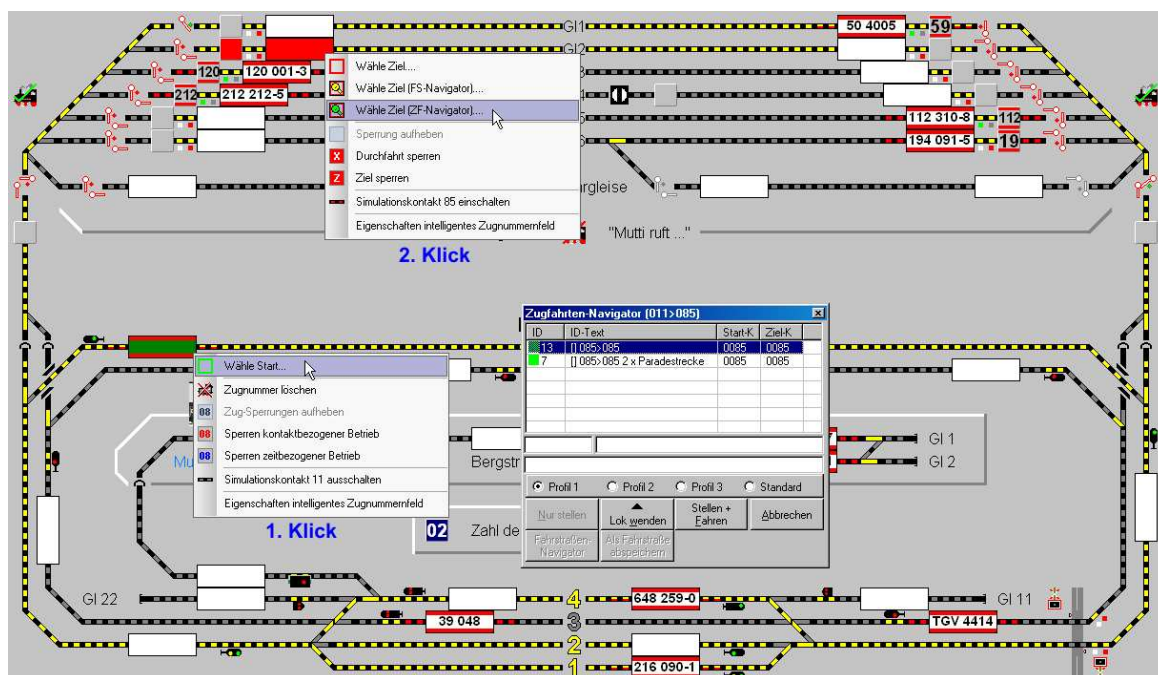 Gl1
50 4005
59
Gl2
120
120 001-3
212
212 212-5
112 310-8
112
194 091-5
19
Wähle Ziel....
Wähle Ziel (FS-Navigator)....
Wähle Ziel (ZF-Navigator)....
Sperrung aufheben
X Durchfahrt sperren
Z Ziel sperren
Simulationskontakt 85 einschalten
Eigenschaften intelligentes Zugnummernfeld
rgleise
"Mutti ruft ..."
2. Klick
Wähle Start...
Zugnummer löschen
08 Zug-Sperrungen aufheben
08 Sperren kontaktbezogener Betrieb
08 Sperren zeitbezogener Betrieb
Simulationskontakt 11 ausschalten
Eigenschaften intelligentes Zugnummernfeld
1. Klick
Mu
Bergstr
02
Zahl de
Zugfahrten-Navigator (011>085)
ID ID-Text Start-K Ziel-K
13 [] 085>085 0085 0085
7 [] 085>085 2 x Paradestrecke 0085 0085
Profil 1 Profil 2 Profil 3 Standard
Nur stellen
Lok wenden
Stellen + Fahren
Abbrechen
Fahrstraßen-Navigator
Als Fahrstraße abspeichern
Gl 1
Gl 2
Gl 22
4
648 259-0
Gl 11
39 048
3
TGV 4414
2
1
216 090-1